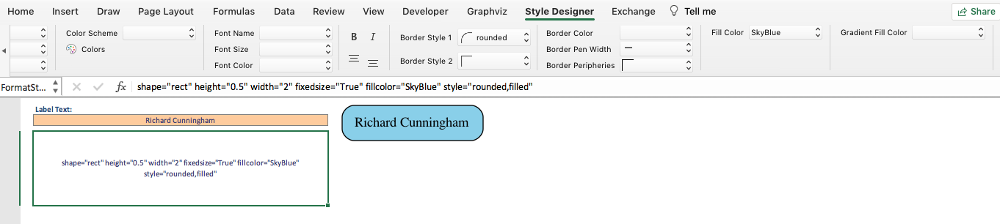 Home Insert Draw Page Layout Formulas Data Review View Developer Graphviz Style Designer Exchange Tell me Share
Color Scheme Font Name B I Border Style 1 rounded Border Color Fill Color SkyBlue Gradient Fill Color
Colors Font Size Border Pen Width
Font Color Border Style 2 Border Peripheries
FormatSt... fx shape="rect" height="0.5" width="2" fixedsize="True" fillcolor="SkyBlue" style="rounded,filled"
Label Text:
Richard Cunningham
Richard Cunningham
shape="rect" height="0.5" width="2" fixedsize="True" fillcolor="SkyBlue"
style="rounded,filled"